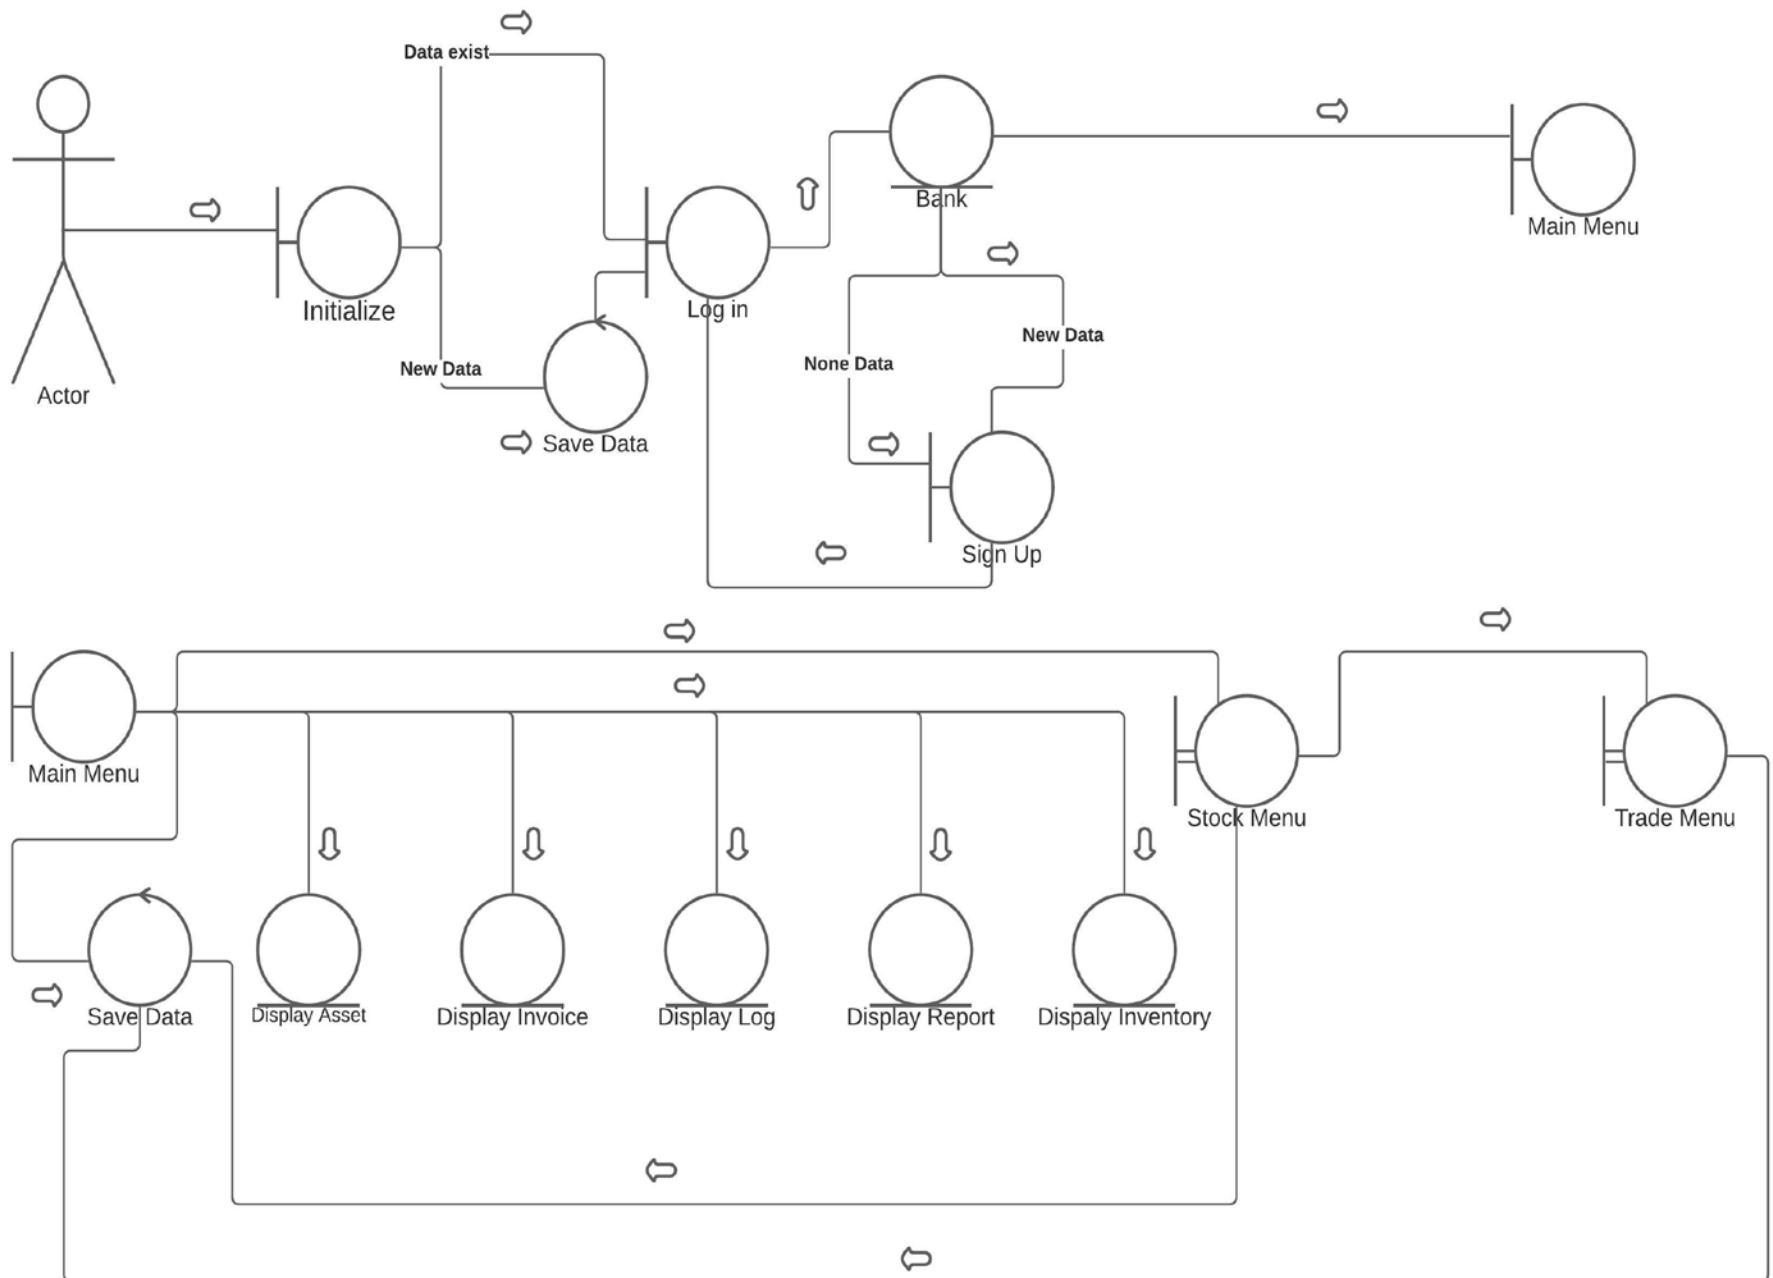 Data exist
Bank
Main Menu
Initialize
Log in
New Data
None Data
New Data
Actor
Save Data
Sign Up
Main Menu
Stock Menu
Trade Menu
Save Data
Display Asset
Display Invoice
Display Log
Display Report
Dispaly Inventory